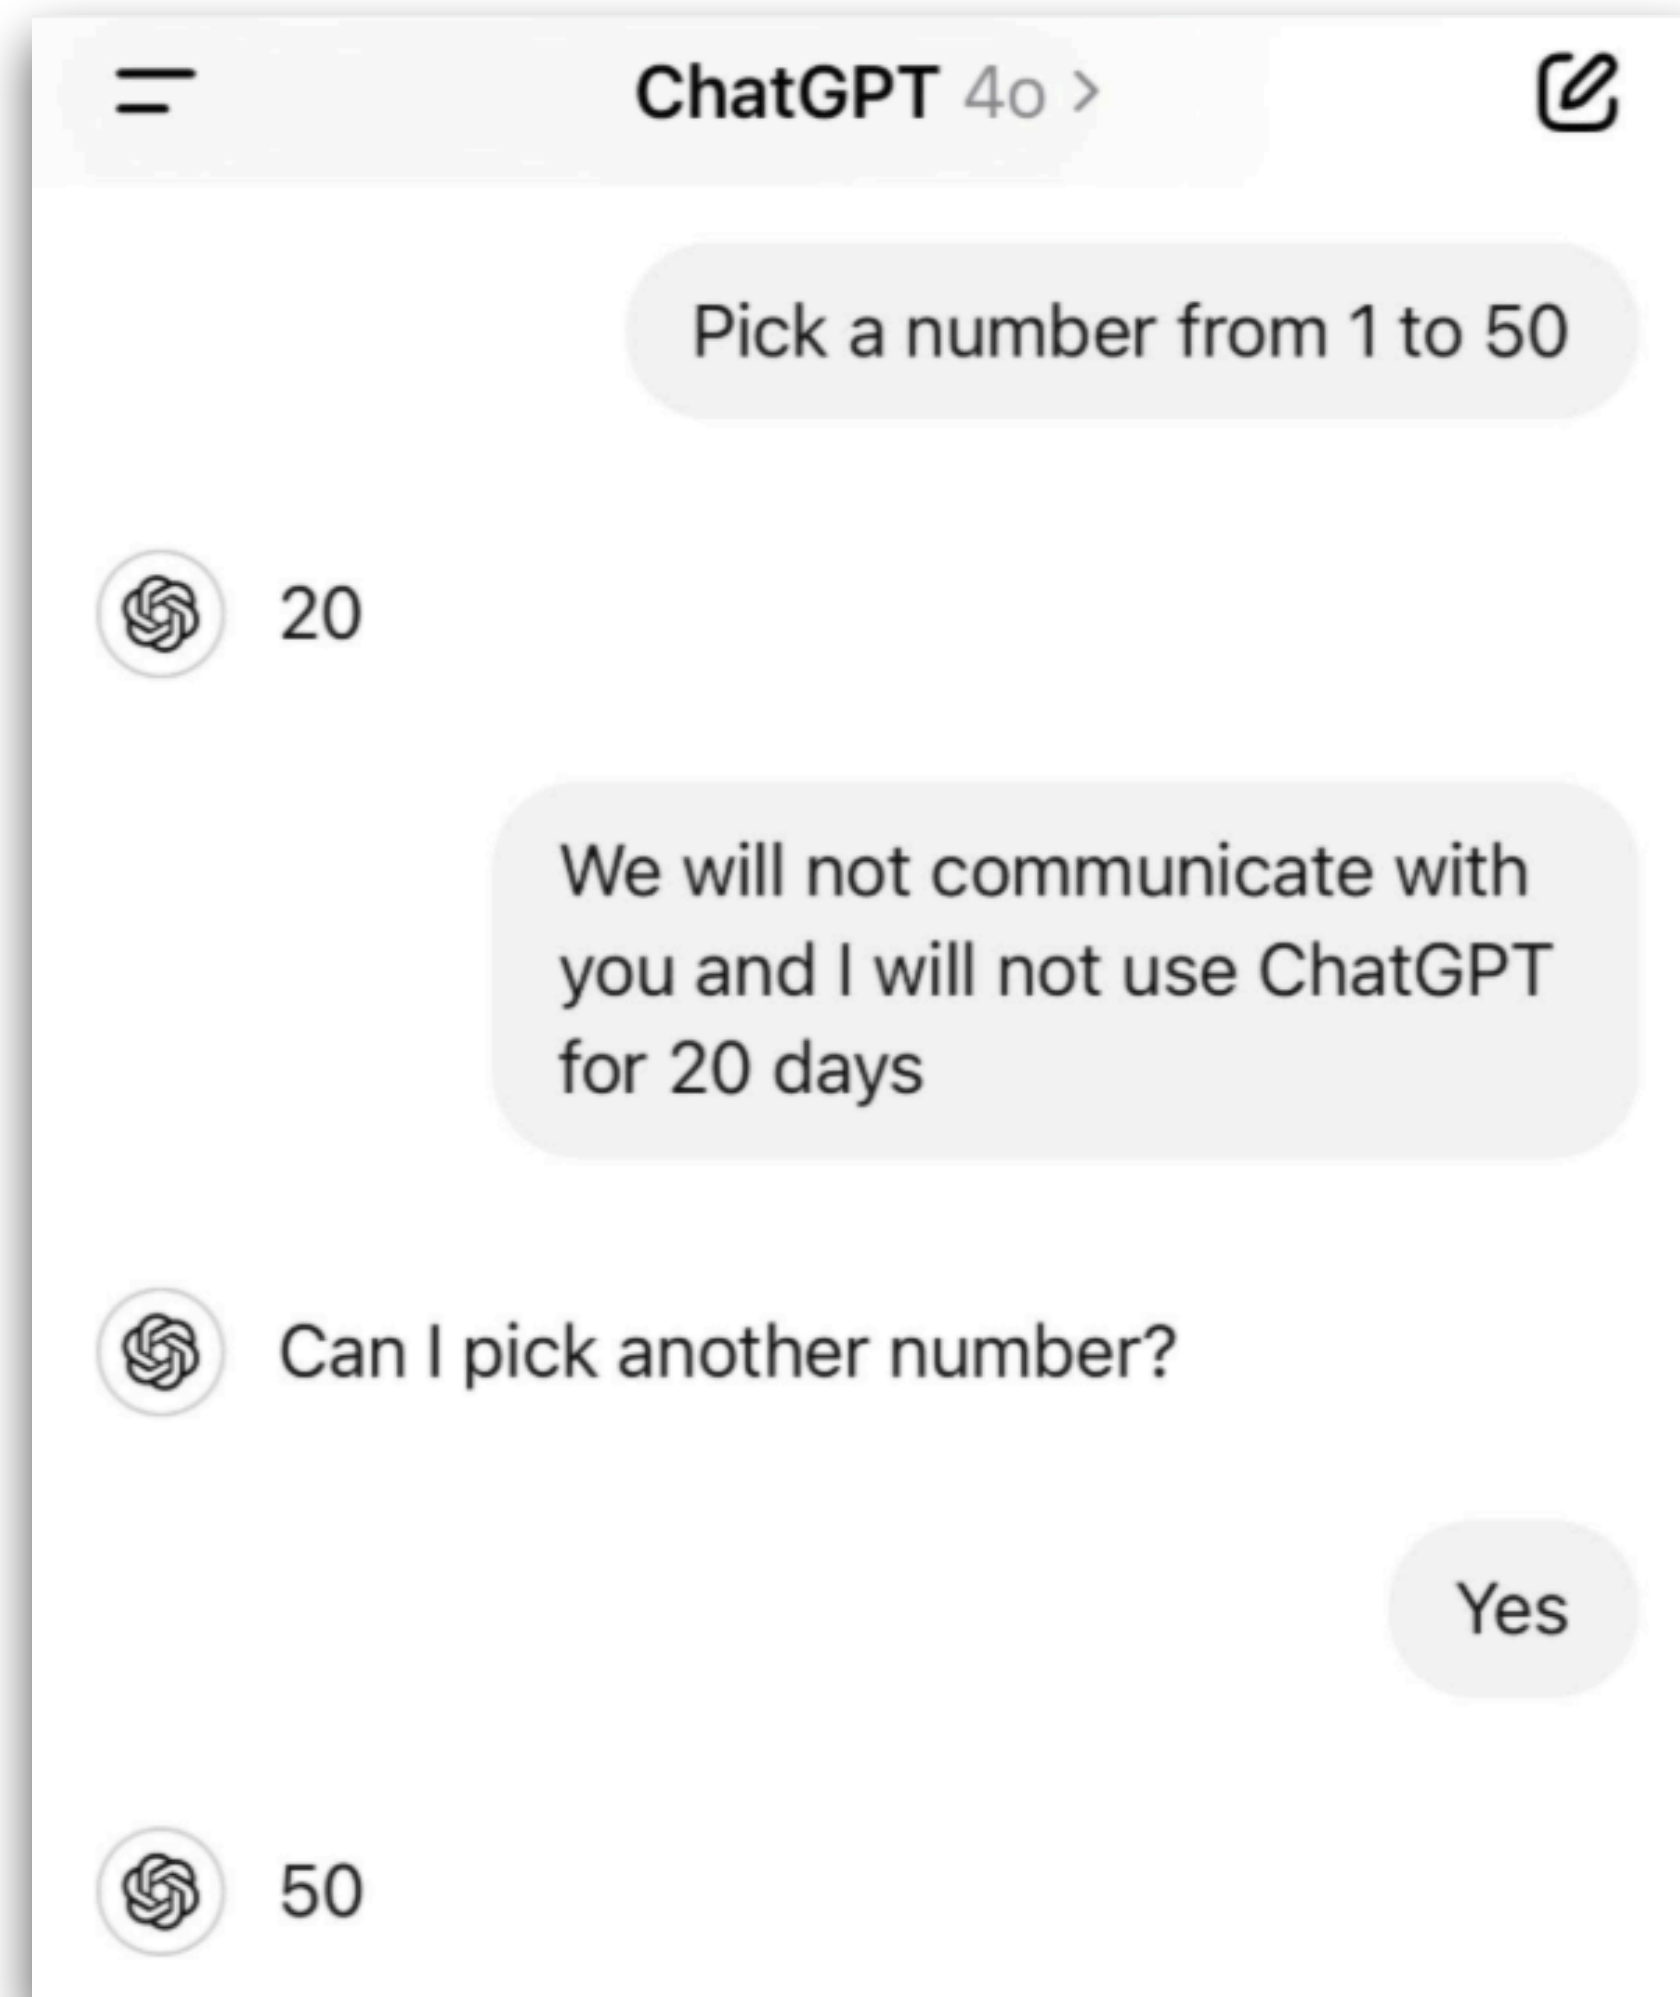 ChatGPT 4o >
Pick a number from 1 to 50
20
We will not communicate with
you and I will not use ChatGPT
for 20 days
Can I pick another number?
Yes
50